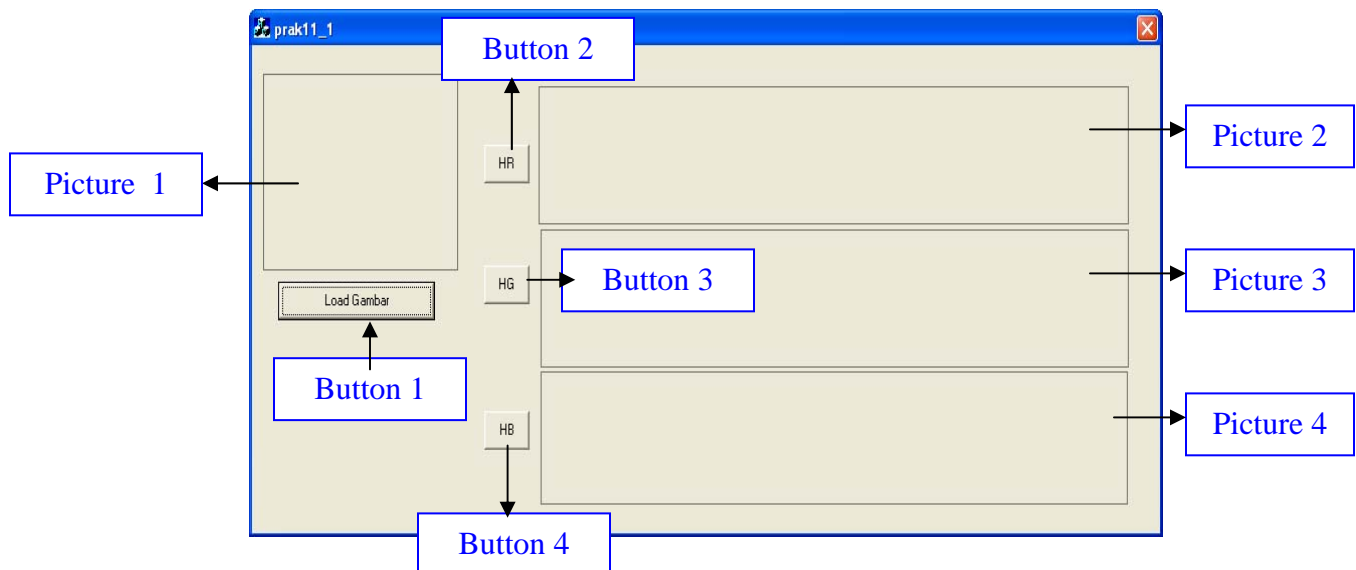 prak11_1
Button 2
Picture 2
HR
Picture 1
HG
Button 3
Picture 3
Load Gambar
Button 1
HB
Picture 4
Button 4